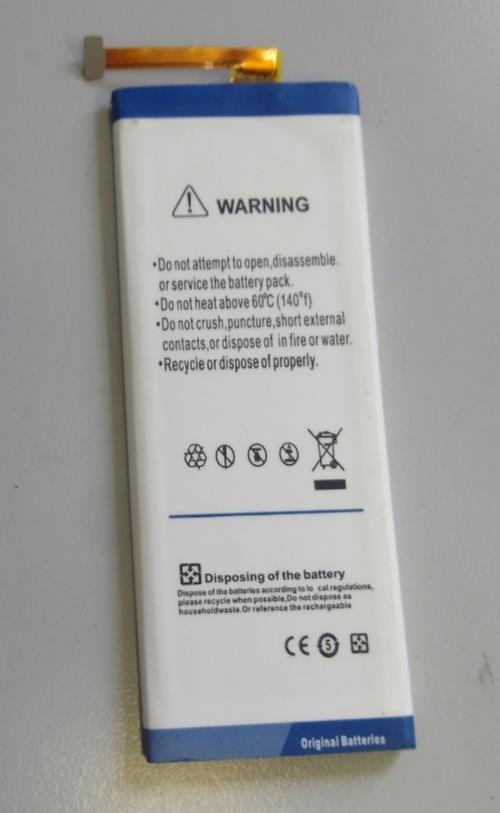 WARNING
•Do not attempt to open,disassemble.
or service the battery pack.
•Do not heat above 60℃ (140°f)
•Do not crush,puncture,short external
contacts,or dispose of in fire or water.
•Recycle or dispose of properly.
Disposing of the battery
Dispose of the batteries according to lo cal regulations,
please recycle when possible,Do not dispose as
householdwaste.Or reference the rechargeable
CE 5
Original Batteries